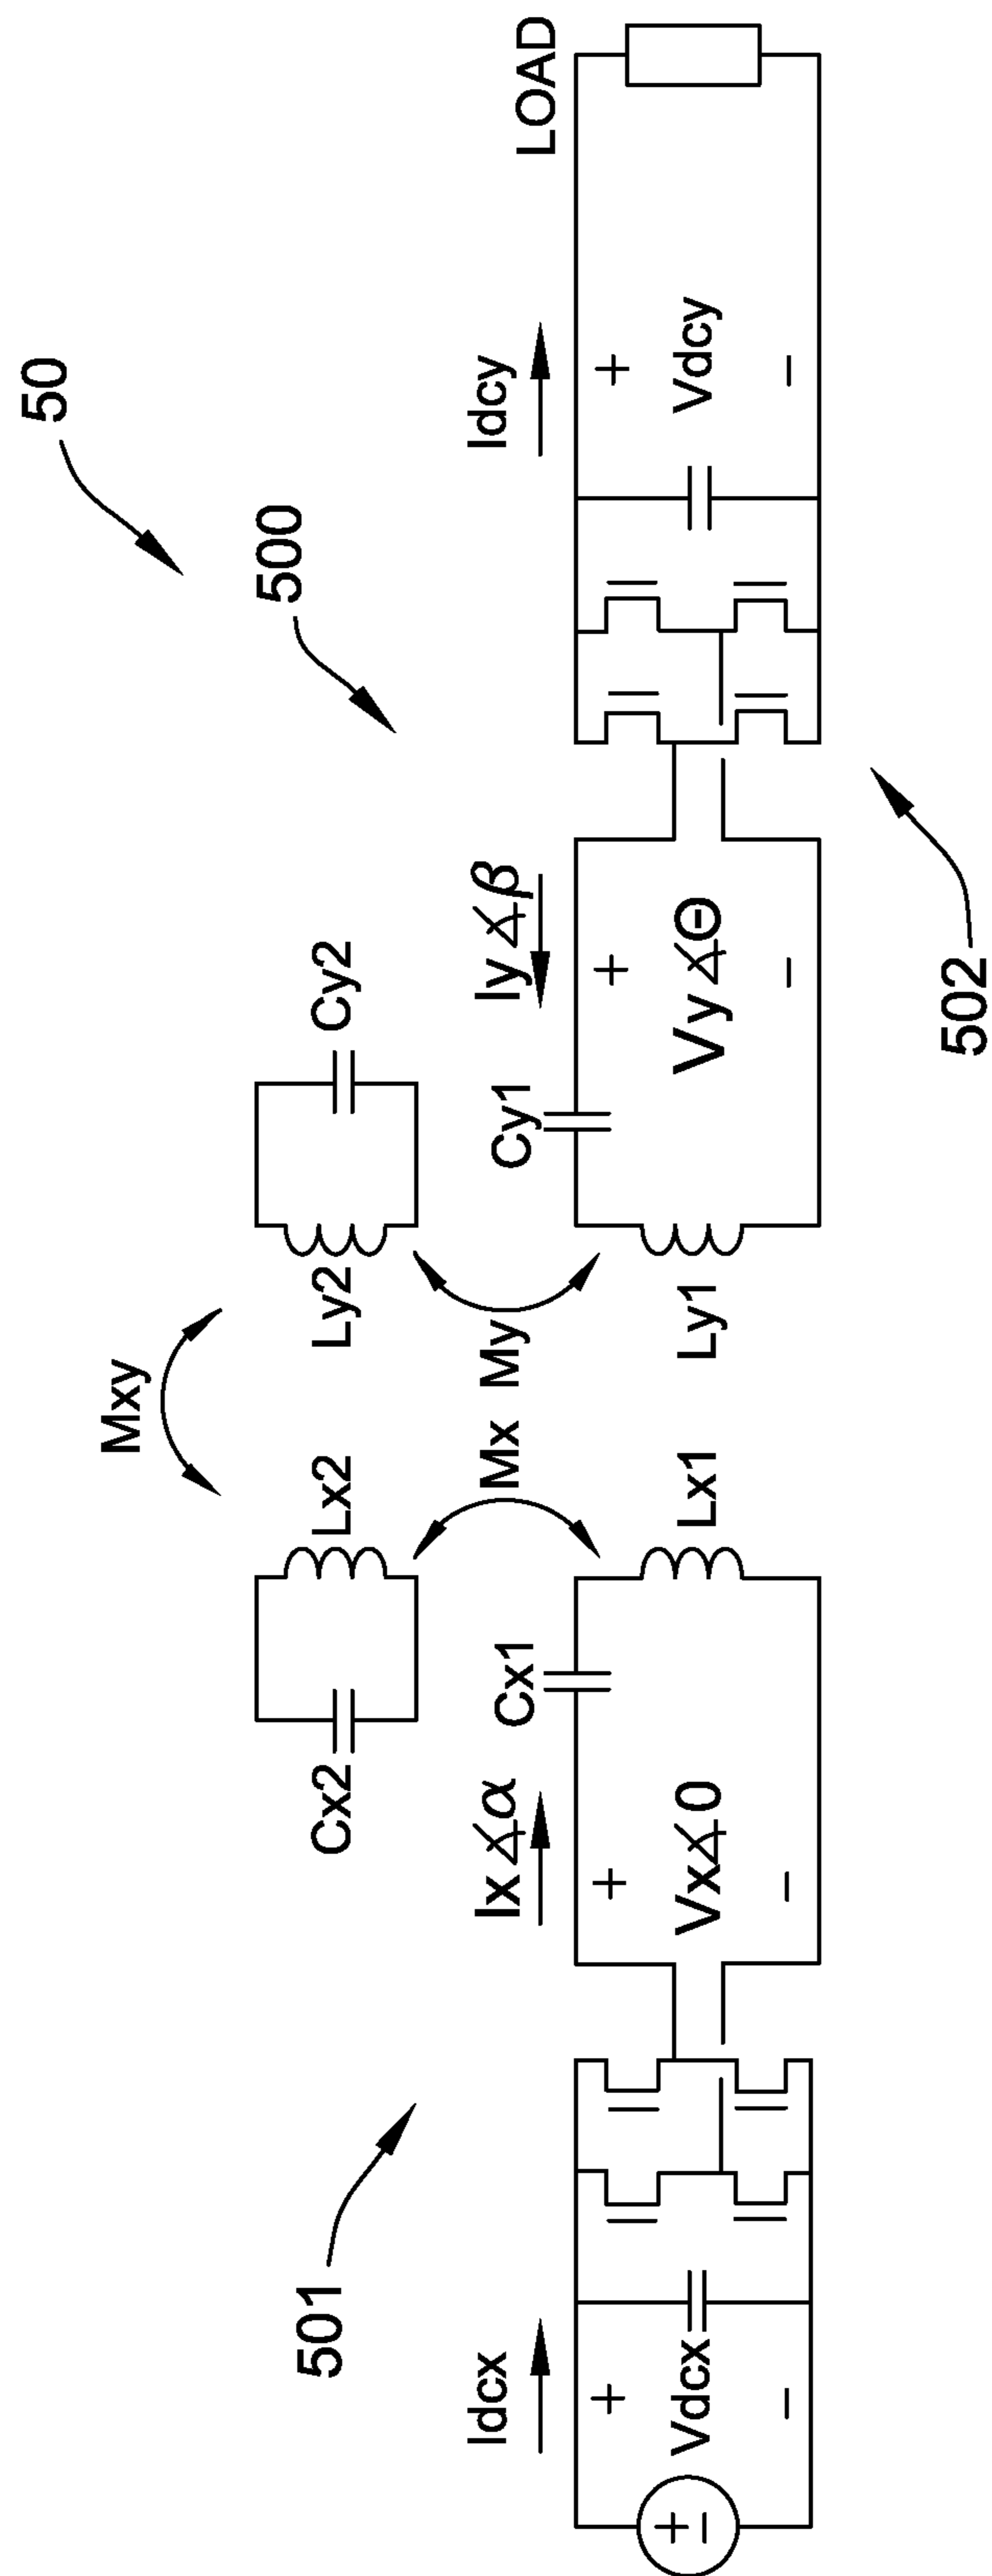 50
500
Mxy
Cx2
Lx2
Ly2
Cy2
501
Idcx
Ix∡α
Cx1
Mx
My
Cy1
Iy∡β
Idcy
LOAD
+
+
+
+
±
Vdcx
Vx∡0
Lx1
Ly1
Vy∡Θ
Vdcy
−
−
−
−
502